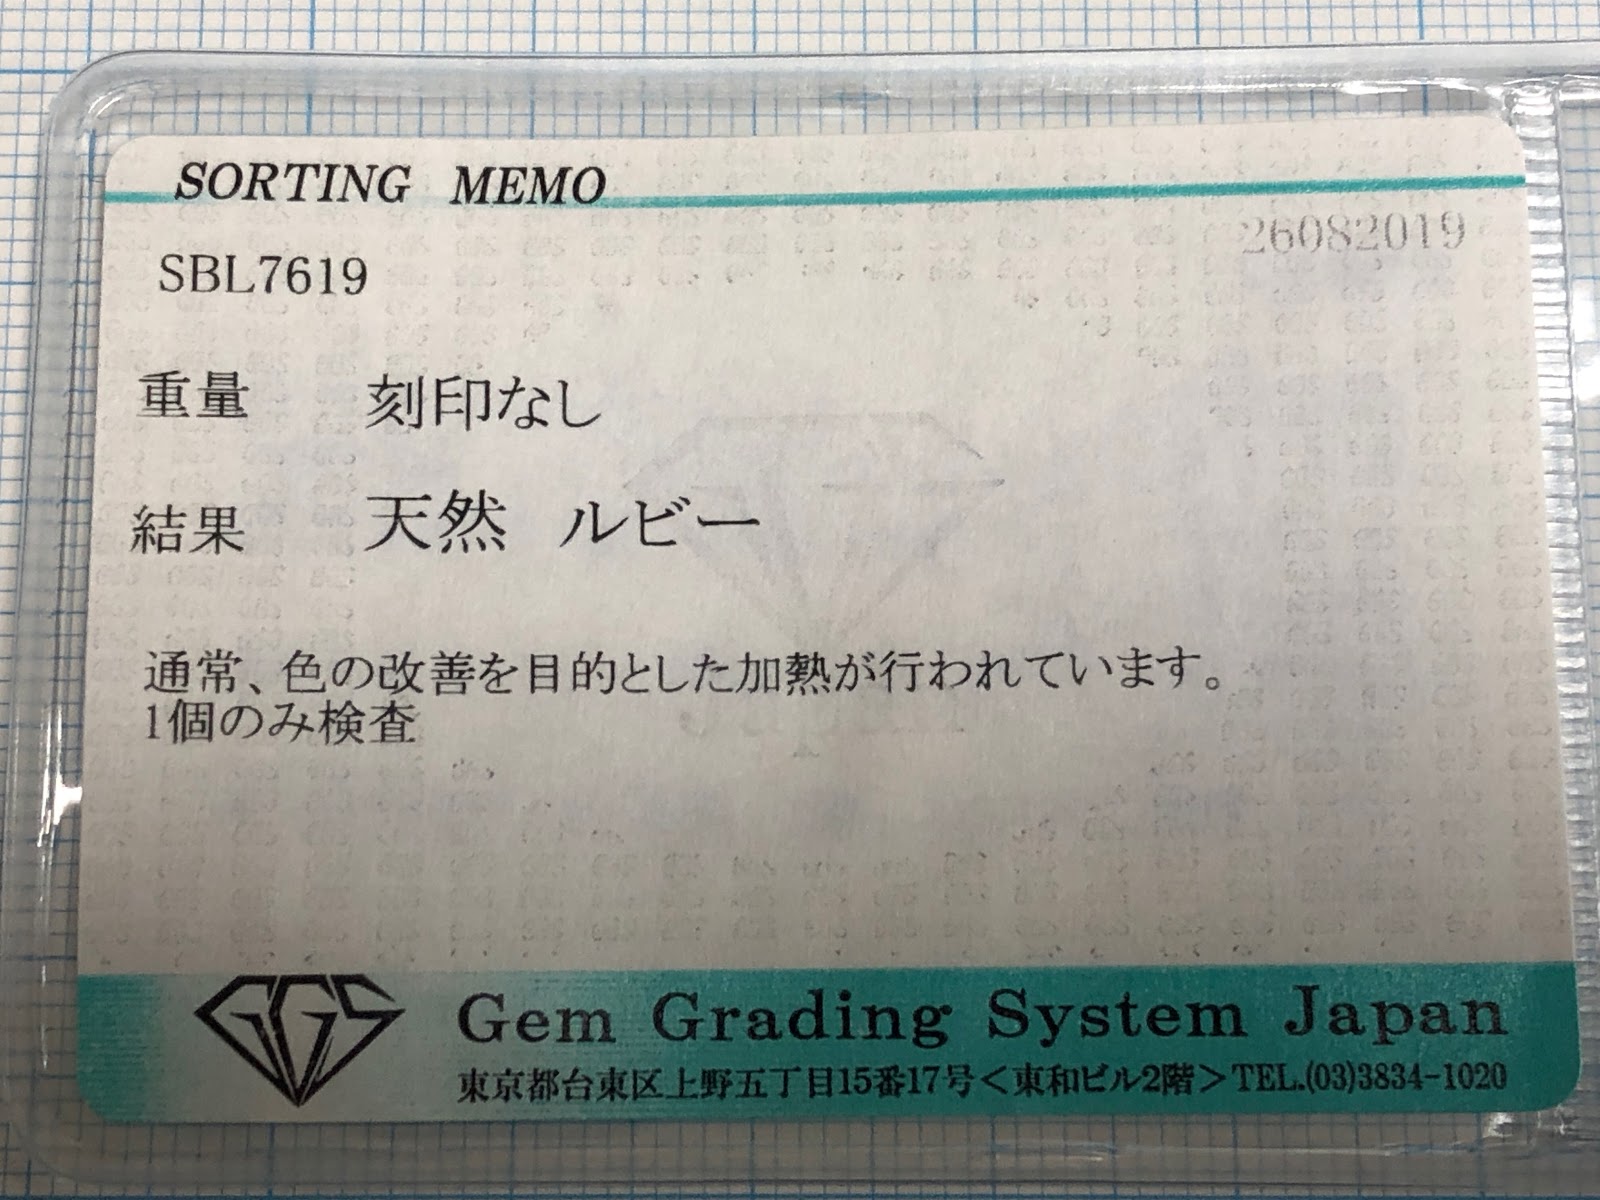 SORTING MEMO
26082019
SBL7619
重量 刻印なし
結果 天然 ルビー
通常、色の改善を目的とした加熱が行われています。
1個のみ検査
GGS
Gem Grading System Japan
東京都台東区上野五丁目15番17号<東和ビル2階>TEL.(03)3834-1020